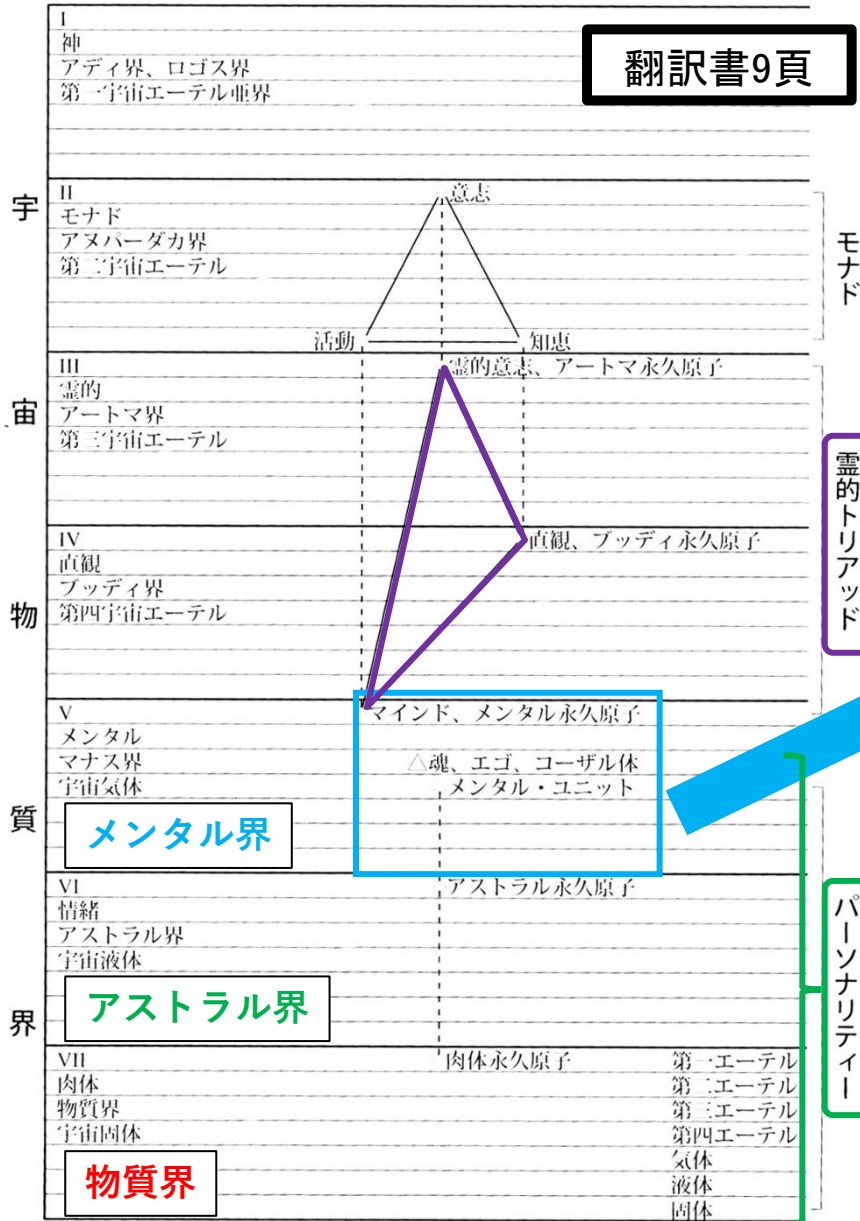 翻訳書9頁
宇宙物質界
I
神
アディ界、ロゴス界
第一宇宙エーテル亜界
II
モナド
アヌパーダカ界
第二宇宙エーテル
意志
活動
知恵
モナド
III
霊的
アートマ界
第三宇宙エーテル
霊的意志、アートマ永久原子
霊的トリアッド
IV
直観
ブッディ界
第四宇宙エーテル
直観、ブッディ永久原子
V
メンタル
マナス界
宇宙気体
メンタル界
マインド、メンタル永久原子
△魂、エゴ、コーザル体
メンタル・ユニット
VI
情緒
アストラル界
宇宙液体
アストラル界
アストラル永久原子
パーソナリティー
VII
肉体
物質界
宇宙固体
物質界
肉体永久原子
第一エーテル
第二エーテル
第三エーテル
第四エーテル
気体
液体
固体